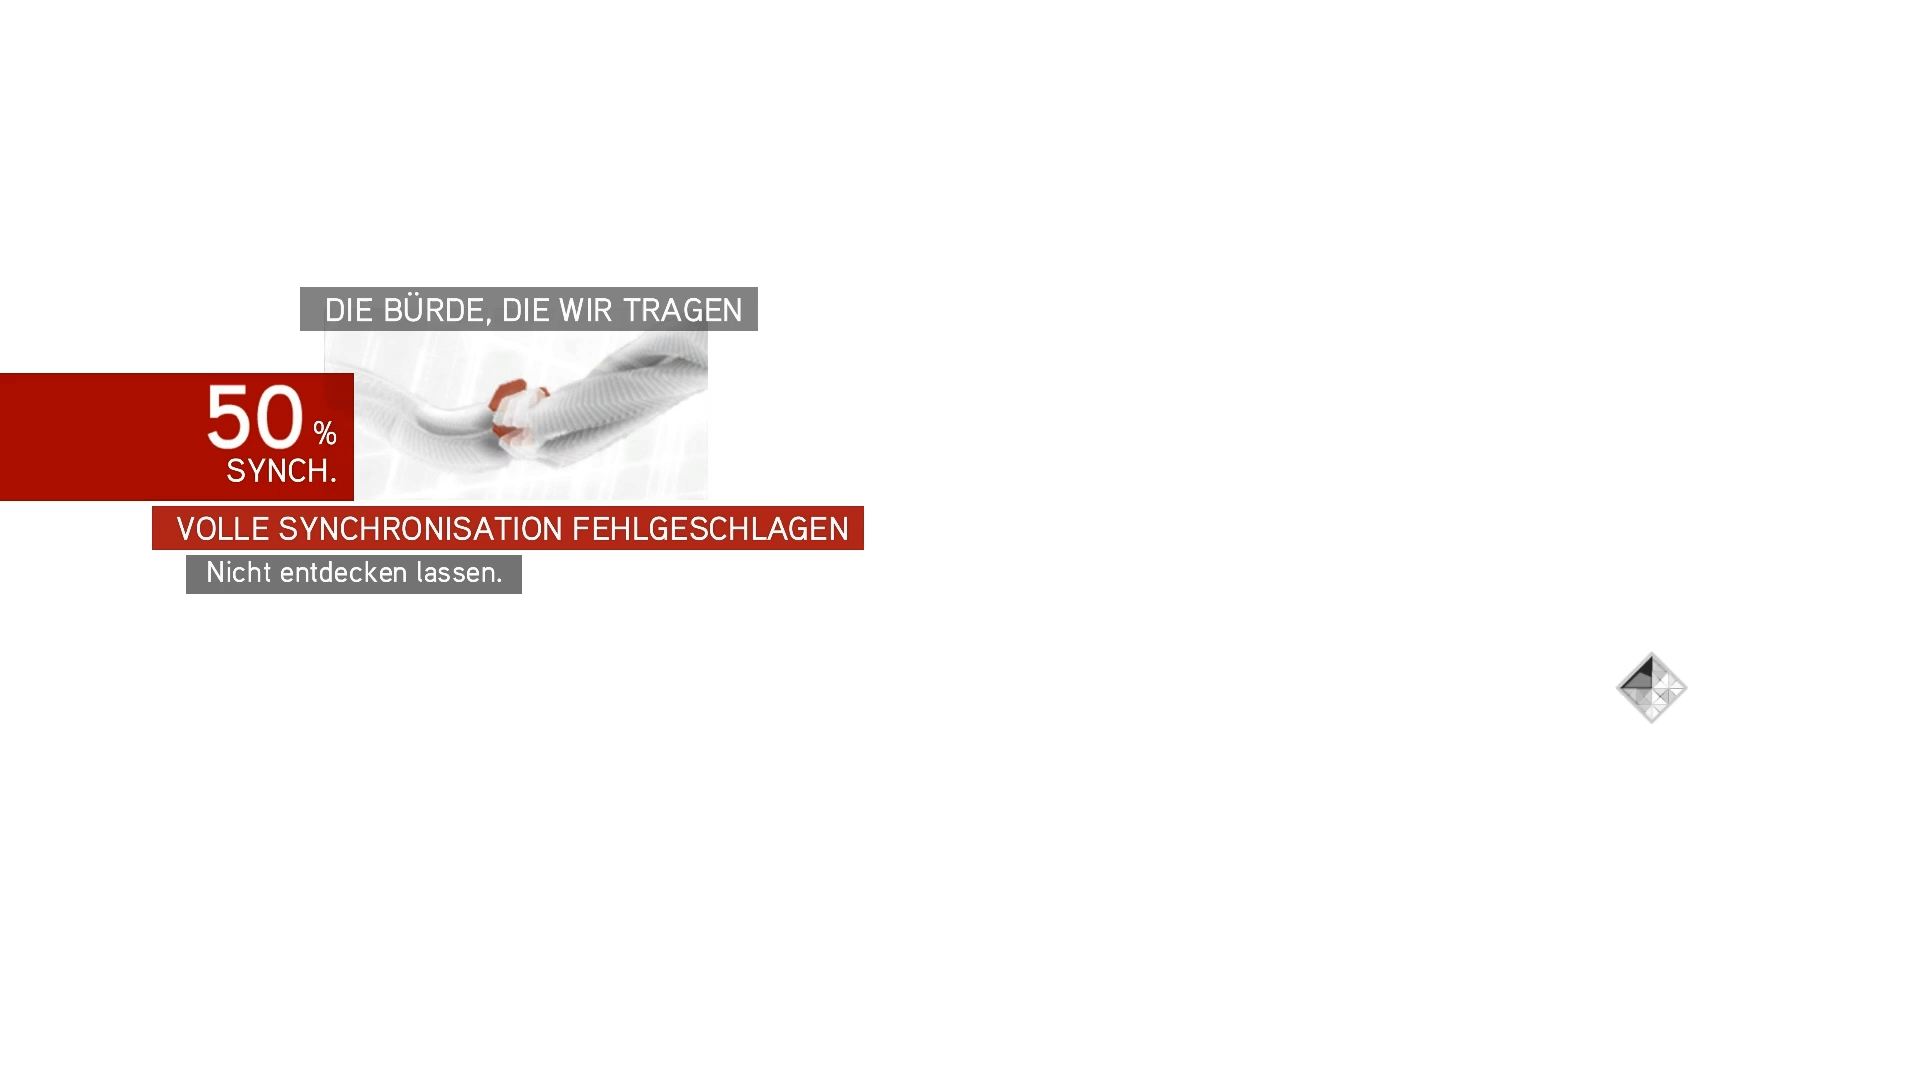 DIE BÜRDE, DIE WIR TRAGEN
50 %
SYNCH.
VOLLE SYNCHRONISATION FEHLGESCHLAGEN
Nicht entdecken lassen.